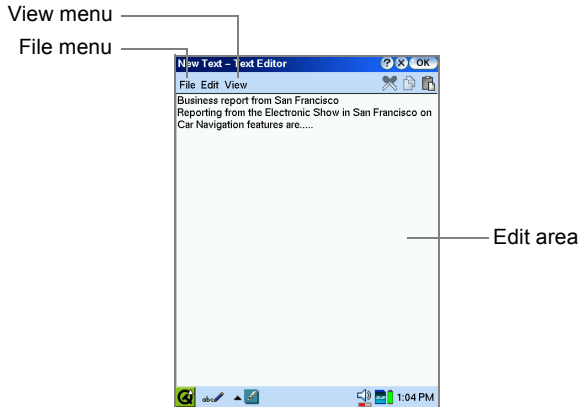 View menu
File menu
New Text – Text Editor ? X OK
File Edit View
Business report from San Francisco
Reporting from the Electronic Show in San Francisco on
Car Navigation features are.....
Edit area
abc 1:04 PM